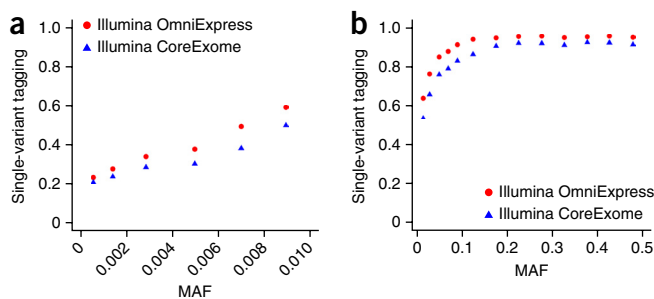 a
Illumina OmniExpress
Illumina CoreExome
Single-variant tagging
1.0
0.8
0.6
0.4
0.2
0
0
0.002
0.004
0.006
0.008
0.010
MAF
b
Single-variant tagging
1.0
0.8
0.6
0.4
0.2
0
Illumina OmniExpress
Illumina CoreExome
0
0.1
0.2
0.3
0.4
0.5
MAF